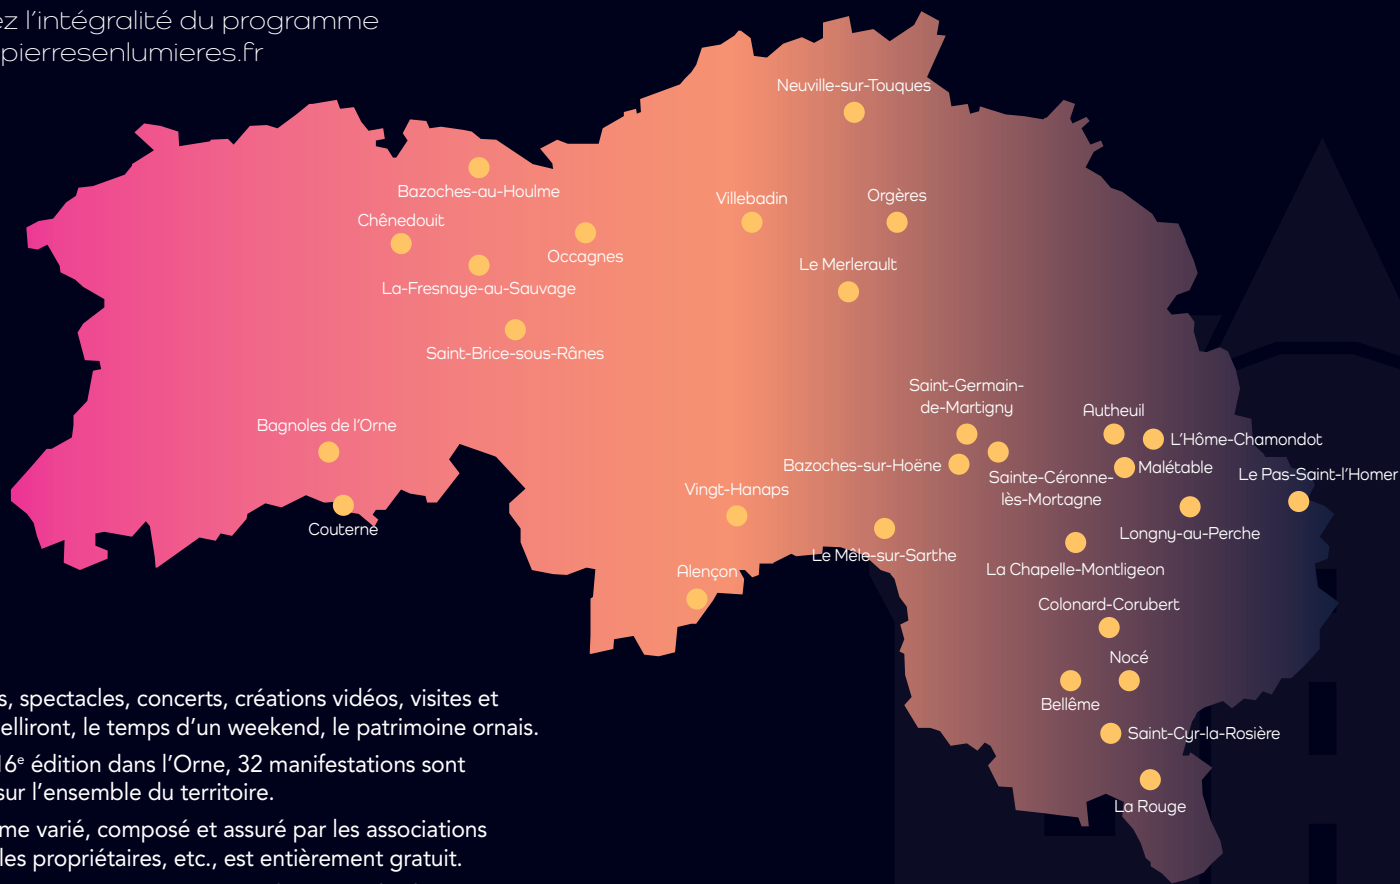 l'intégralité du programme
pierresenlumieres.fr
Neuville-sur-Touques
Bazoches-au-Houlme
Villebadin
Orgères
Chênedouit
Occagnes
Le Merlerault
La-Fresnaye-au-Sauvage
Saint-Brice-sous-Rânes
Saint-Germain-
de-Martigny
Autheuil
Bagnoles de l'Orne
L'Hôme-Chamondot
Bazoches-sur-Hoëne
Malétable
Le Pas-Saint-l'Homer
Sainte-Céronne-
lès-Mortagne
Vingt-Hanaps
Couterne
Longny-au-Perche
Le Mêle-sur-Sarthe
La Chapelle-Montligeon
Alençon
Colonard-Corubert
Nocé
Bellême
Saint-Cyr-la-Rosière
La Rouge
s, spectacles, concerts, créations vidéos, visites et
elliront, le temps d'un weekend, le patrimoine ornais.
16e édition dans l'Orne, 32 manifestations sont
sur l'ensemble du territoire.
me varié, composé et assuré par les associations
les propriétaires, etc., est entièrement gratuit.